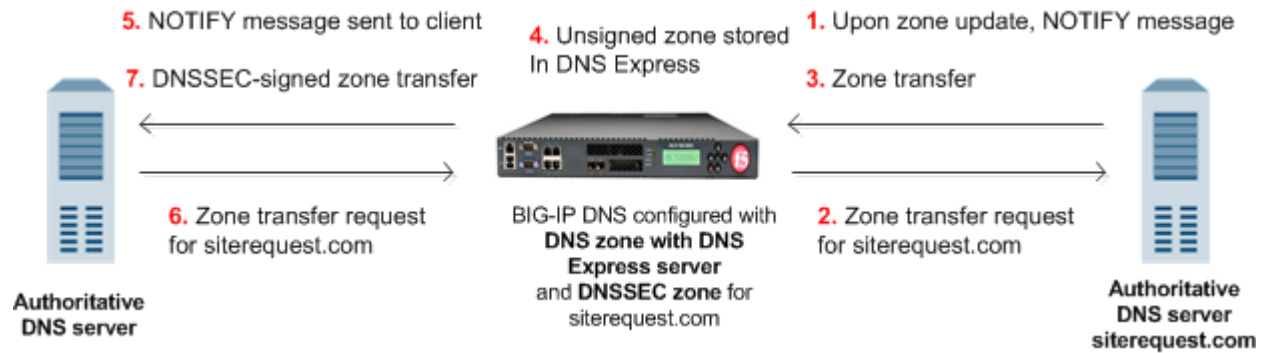 5. NOTIFY message sent to client
7. DNSSEC-signed zone transfer
6. Zone transfer request
for siterequest.com
Authoritative
DNS server
4. Unsigned zone stored
In DNS Express
BIG-IP DNS configured with
DNS zone with DNS
Express server
and DNSSEC zone for
siterequest.com
1. Upon zone update, NOTIFY message
3. Zone transfer
2. Zone transfer request
for siterequest.com
Authoritative
DNS server
siterequest.com